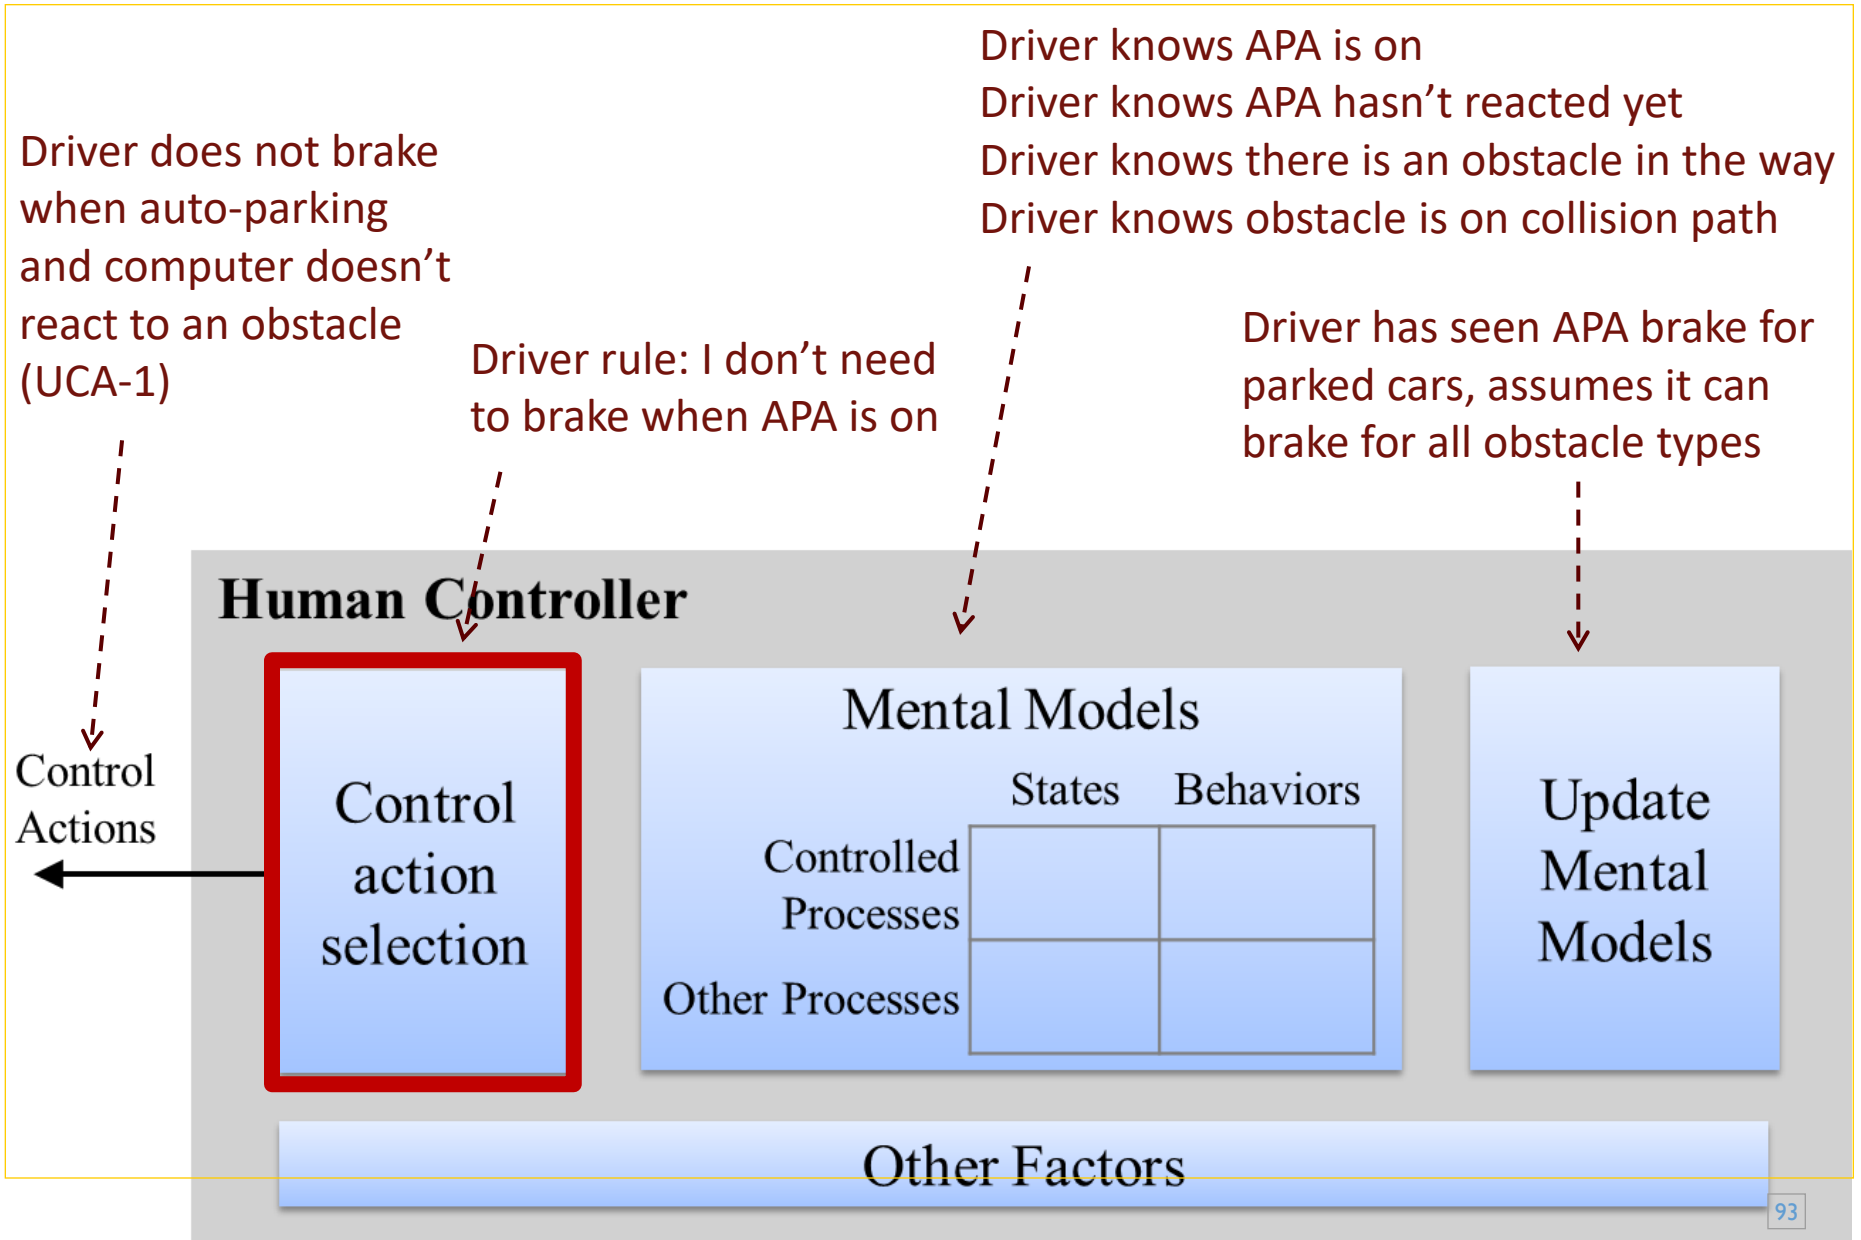 Driver knows APA is on
Driver knows APA hasn’t reacted yet
Driver knows there is an obstacle in the way
Driver knows obstacle is on collision path
Driver does not brake
when auto-parking
and computer doesn’t
react to an obstacle
(UCA-1)
Driver rule: I don’t need
to brake when APA is on
Driver has seen APA brake for
parked cars, assumes it can
brake for all obstacle types
Human Controller
Control
Actions
Control
action
selection
Mental Models
States
Behaviors
Controlled
Processes
Other Processes
Update
Mental
Models
Other Factors
93